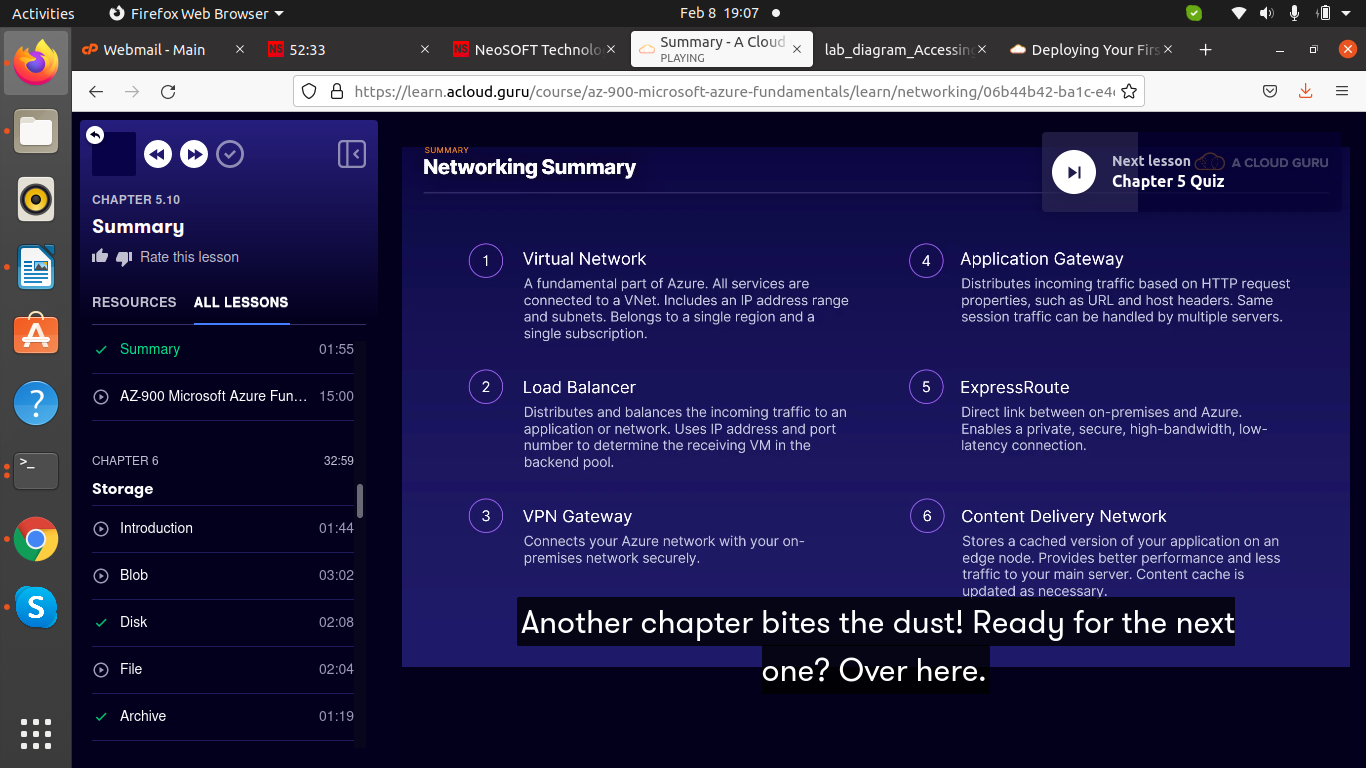 Activities
Firefox Web Browser
Feb 8 19:07
Webmail - Main
NS 52:33
NS NeoSOFT Technolo
Summary - A Cloud
PLAYING
lab_diagram_Accessing
Deploying Your Firs
https://learn.acloud.guru/course/az-900-microsoft-azure-fundamentals/learn/networking/06b44b42-ba1c-e4
CHAPTER 5.10
Summary
Rate this lesson
RESOURCES ALL LESSONS
Summary 01:55
AZ-900 Microsoft Azure Fun... 15:00
CHAPTER 6 32:59
Storage
Introduction 01:44
Blob 03:02
Disk 02:08
File 02:04
Archive 01:19
SUMMARY
Networking Summary
Next lesson
Chapter 5 Quiz
A CLOUD GURU
1 Virtual Network
A fundamental part of Azure. All services are
connected to a VNet. Includes an IP address range
and subnets. Belongs to a single region and a
single subscription.
2 Load Balancer
Distributes and balances the incoming traffic to an
application or network. Uses IP address and port
number to determine the receiving VM in the
backend pool.
3 VPN Gateway
Connects your Azure network with your on-
premises network securely.
4 Application Gateway
Distributes incoming traffic based on HTTP request
properties, such as URL and host headers. Same
session traffic can be handled by multiple servers.
5 ExpressRoute
Direct link between on-premises and Azure.
Enables a private, secure, high-bandwidth, low-
latency connection.
6 Content Delivery Network
Stores a cached version of your application on an
edge node. Provides better performance and less
traffic to your main server. Content cache is
updated as necessary.
Another chapter bites the dust! Ready for the next
one? Over here.